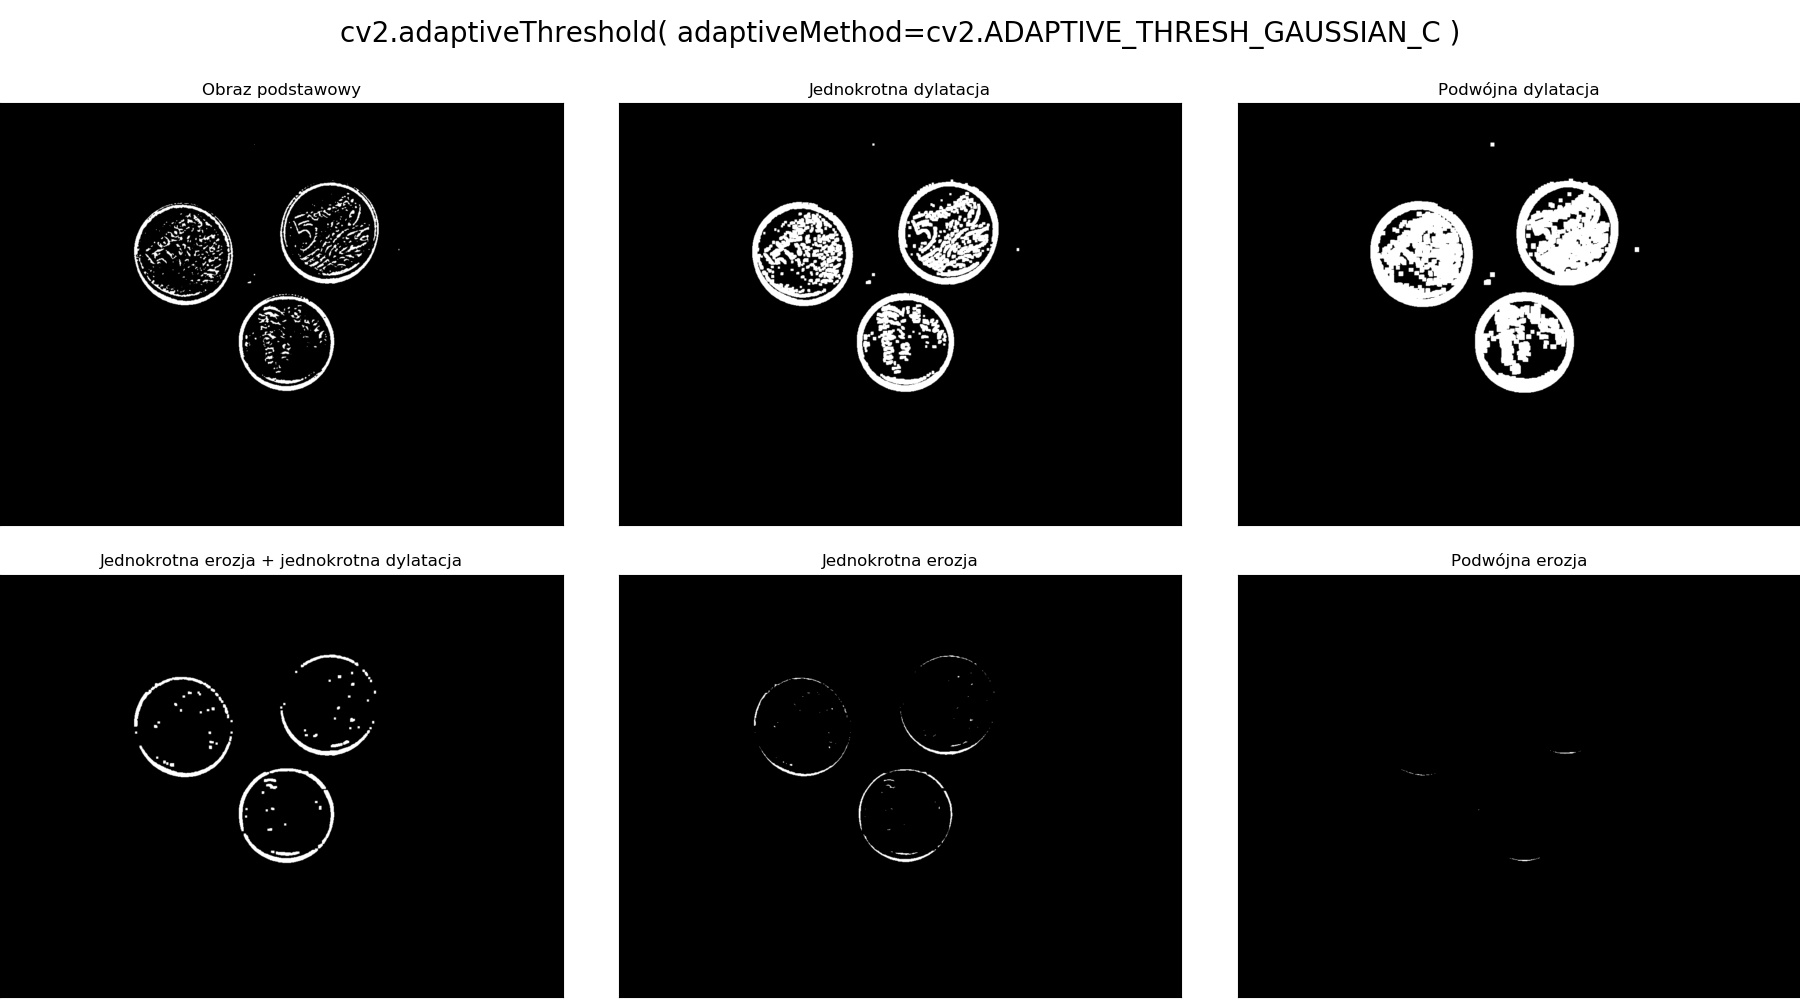 cv2.adaptiveThreshold( adaptiveMethod=cv2.ADAPTIVE_THRESH_GAUSSIAN_C )
Obraz podstawowy
Jednokrotna dylatacja
Podwójna dylatacja
5
Jednokrotna erozja + jednokrotna dylatacja
Jednokrotna erozja
Podwójna erozja